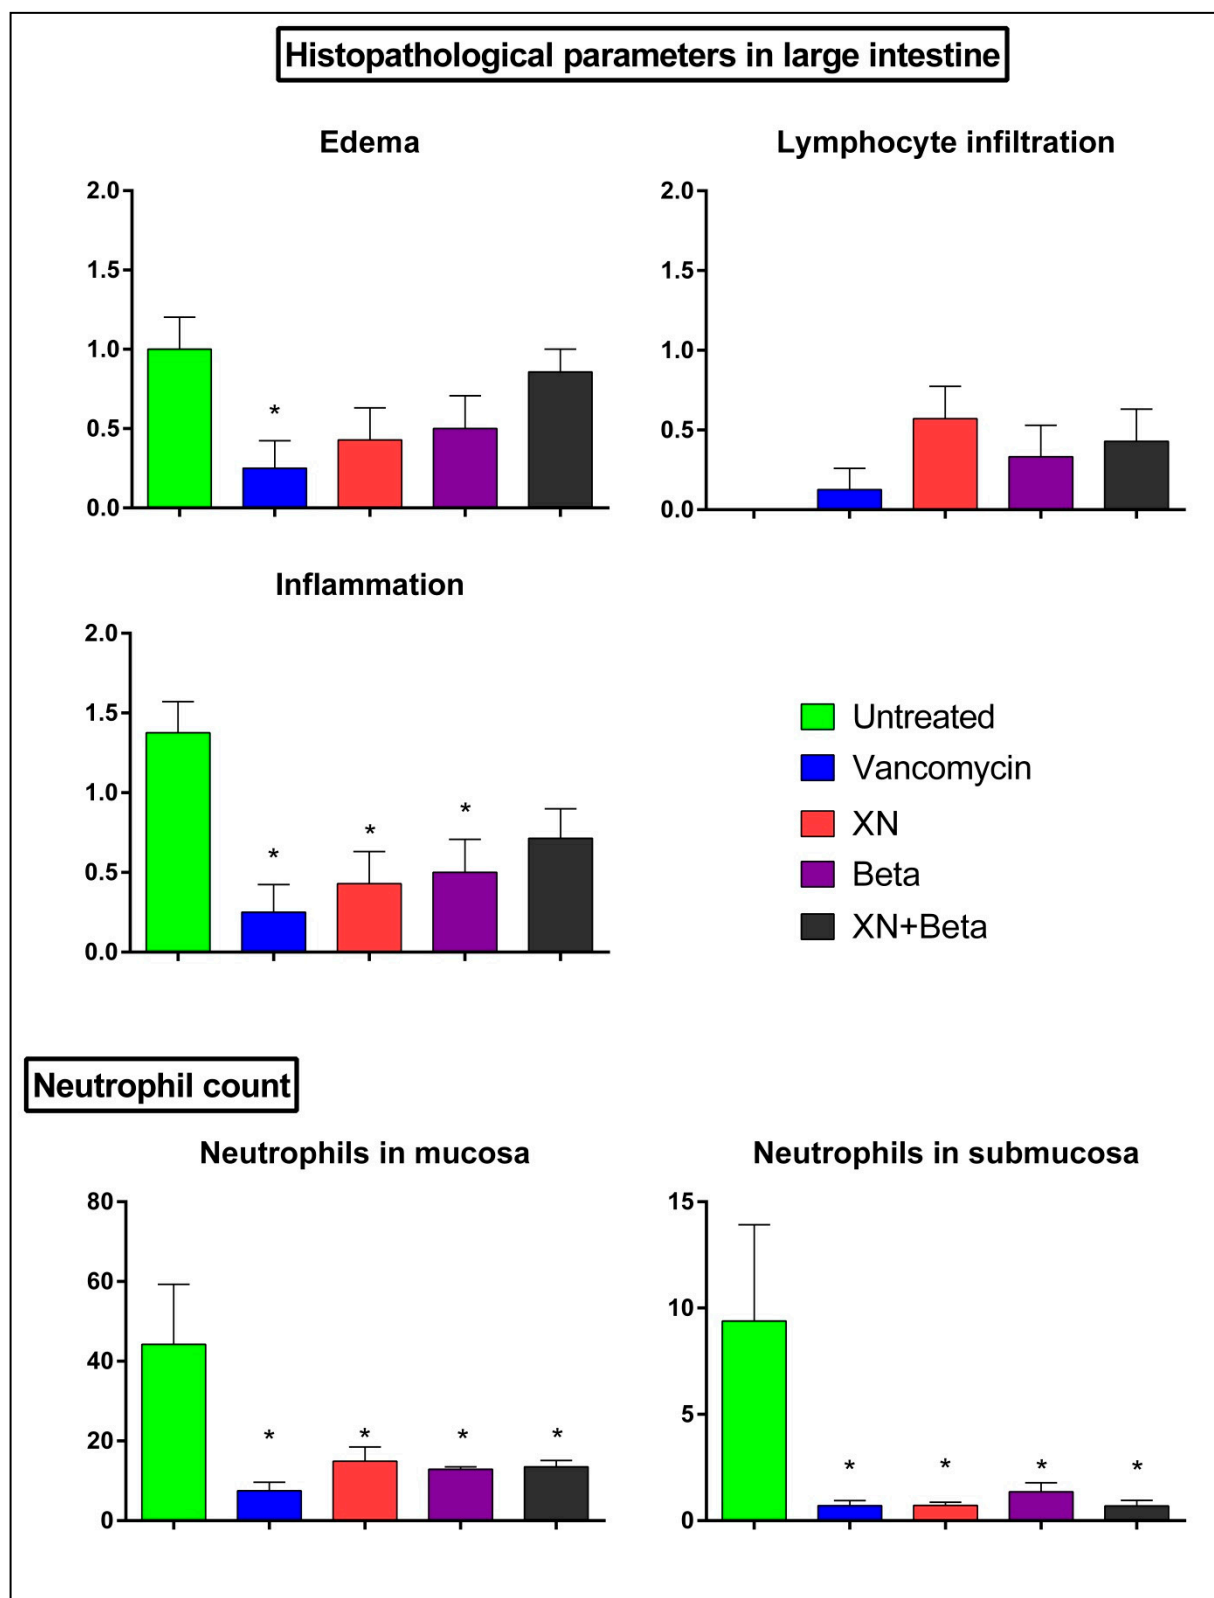 Histopathological parameters in large intestine
Edema
2.0
1.5
1.0
0.5
0.0
*
Lymphocyte infiltration
2.0
1.5
1.0
0.5
0.0
Inflammation
2.0
1.5
1.0
0.5
0.0
* * *
Untreated
Vancomycin
XN
Beta
XN+Beta
Neutrophil count
Neutrophils in mucosa
80
60
40
20
0
* * * *
Neutrophils in submucosa
15
10
5
0
* * * *